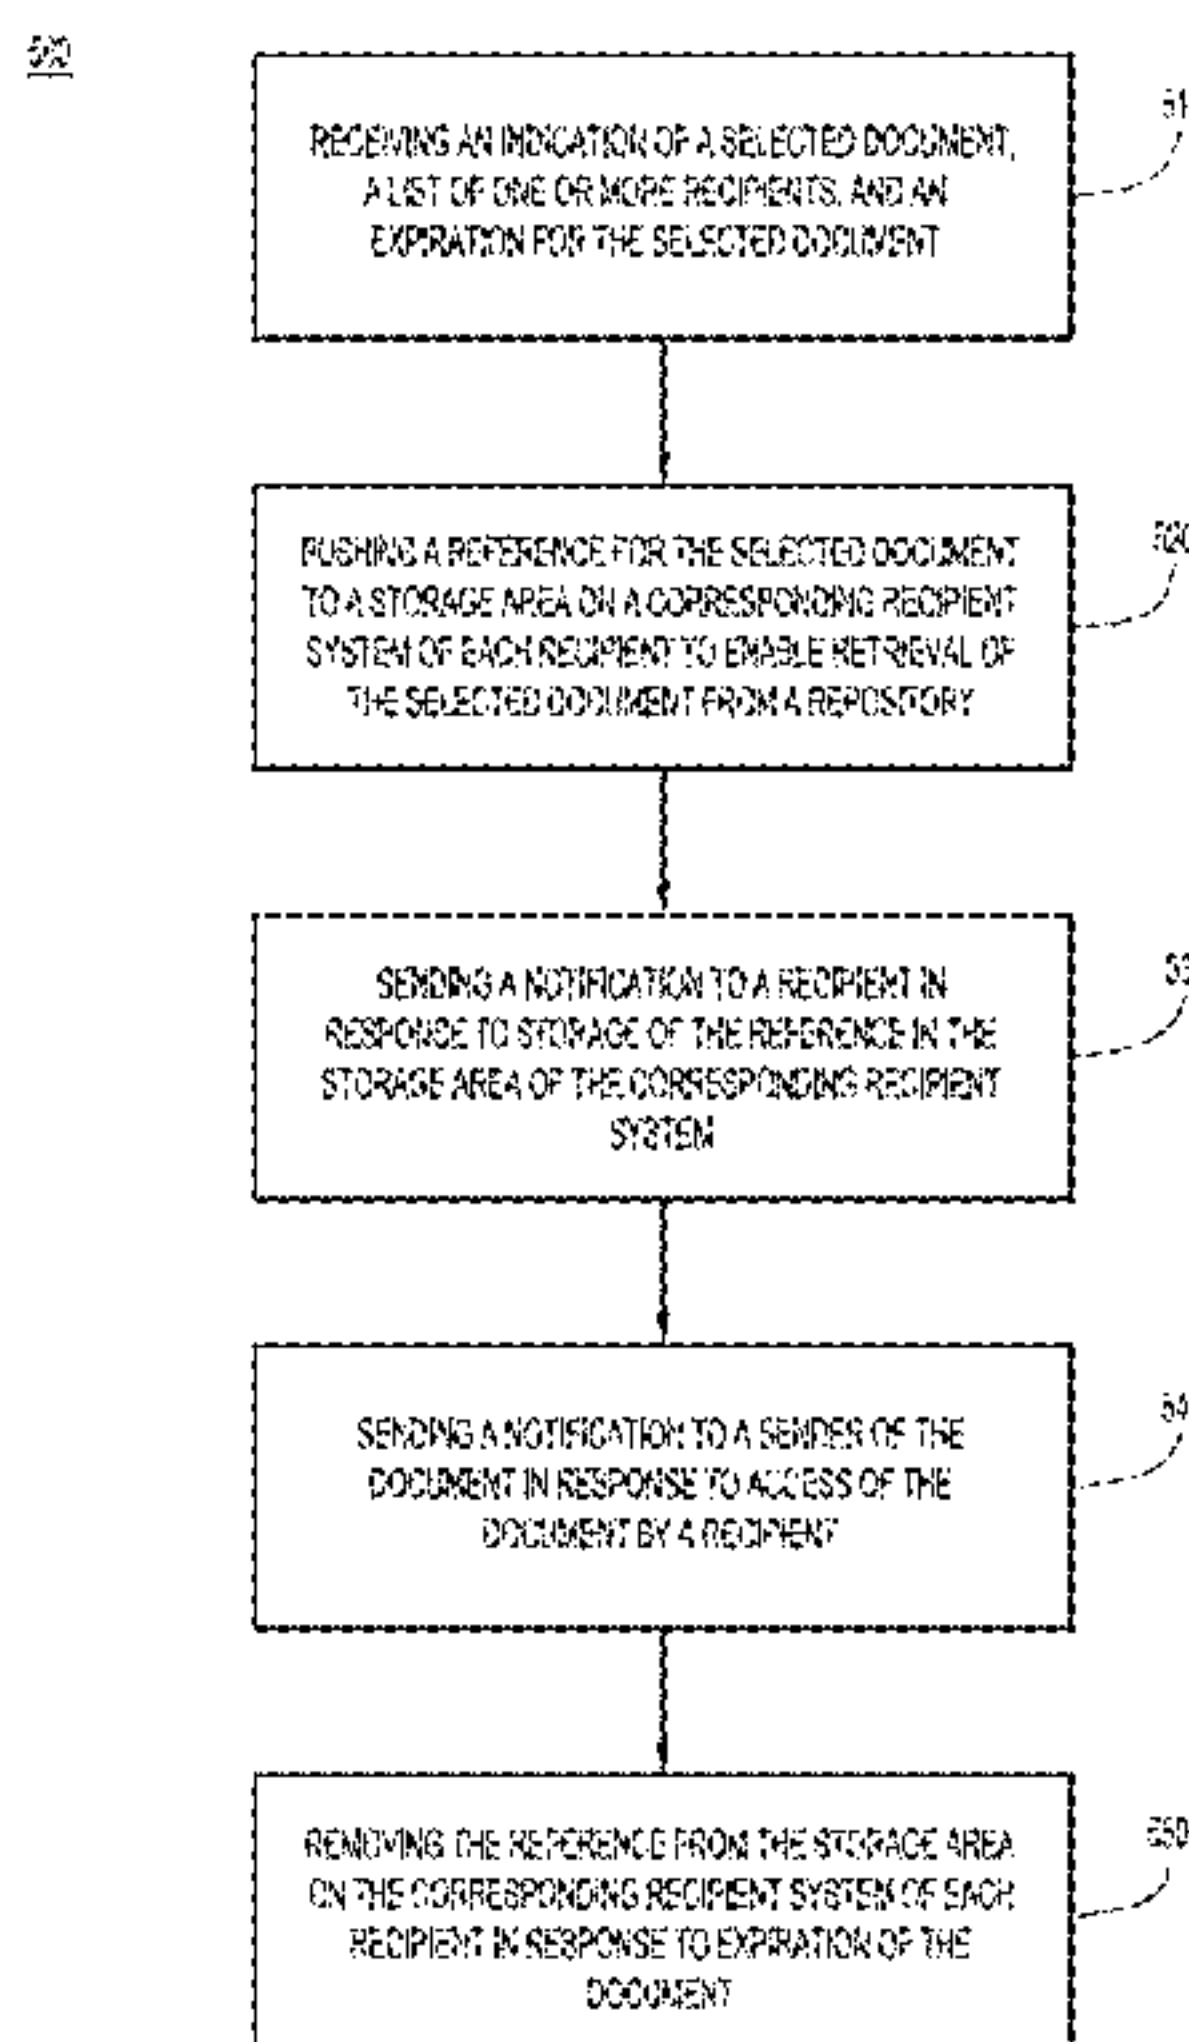 500
RECEIVING AN INDICATION OF A SELECTED DOCUMENT,
A LIST OF ONE OR MORE RECIPIENTS, AND AN
EXPIRATION FOR THE SELECTED DOCUMENT
51
PUSHING A REFERENCE FOR THE SELECTED DOCUMENT
TO A STORAGE AREA ON A CORRESPONDING RECIPIENT
SYSTEM OF EACH RECIPIENT TO ENABLE RETRIEVAL OF
THE SELECTED DOCUMENT FROM A REPOSITORY
520
SENDING A NOTIFICATION TO A RECIPIENT IN
RESPONSE TO STORAGE OF THE REFERENCE IN THE
STORAGE AREA OF THE CORRESPONDING RECIPIENT
SYSTEM
53
SENDING A NOTIFICATION TO A SENDER OF THE
DOCUMENT IN RESPONSE TO ACCESS OF THE
DOCUMENT BY A RECIPIENT
54
REMOVING THE REFERENCE FROM THE STORAGE AREA
ON THE CORRESPONDING RECIPIENT SYSTEM OF EACH
RECIPIENT IN RESPONSE TO EXPIRATION OF THE
DOCUMENT
550